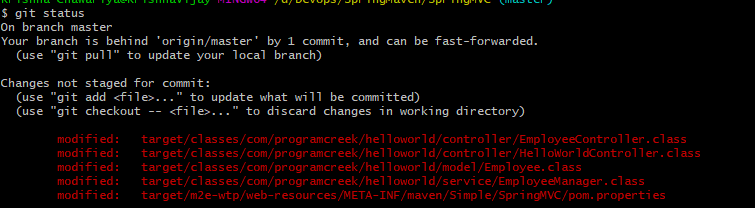 $ git status
On branch master
Your branch is behind 'origin/master' by 1 commit, and can be fast-forwarded.
(use "git pull" to update your local branch)
Changes not staged for commit:
(use "git add <file>..." to update what will be committed)
(use "git checkout -- <file>..." to discard changes in working directory)
modified: target/classes/com/programcreek/helloworld/controller/EmployeeController.class
modified: target/classes/com/programcreek/helloworld/controller/HelloWorldController.class
modified: target/classes/com/programcreek/helloworld/model/Employee.class
modified: target/classes/com/programcreek/helloworld/service/EmployeeManager.class
modified: target/m2e-wtp/web-resources/META-INF/maven/Simple/SpringMVC/pom.properties